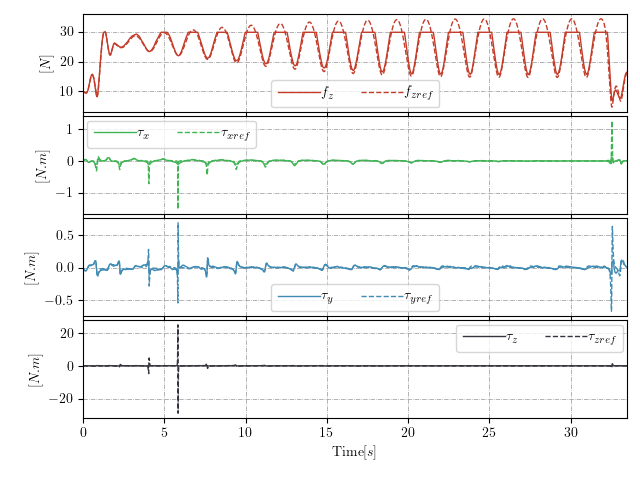 30
20
10
[N]
f_z f_zref
1
0
−1
[N.m]
τ_x τ_xref
0.5
0.0
−0.5
[N.m]
τ_y τ_yref
20
0
−20
[N.m]
τ_z τ_zref
0 5 10 15 20 25 30
Time[s]